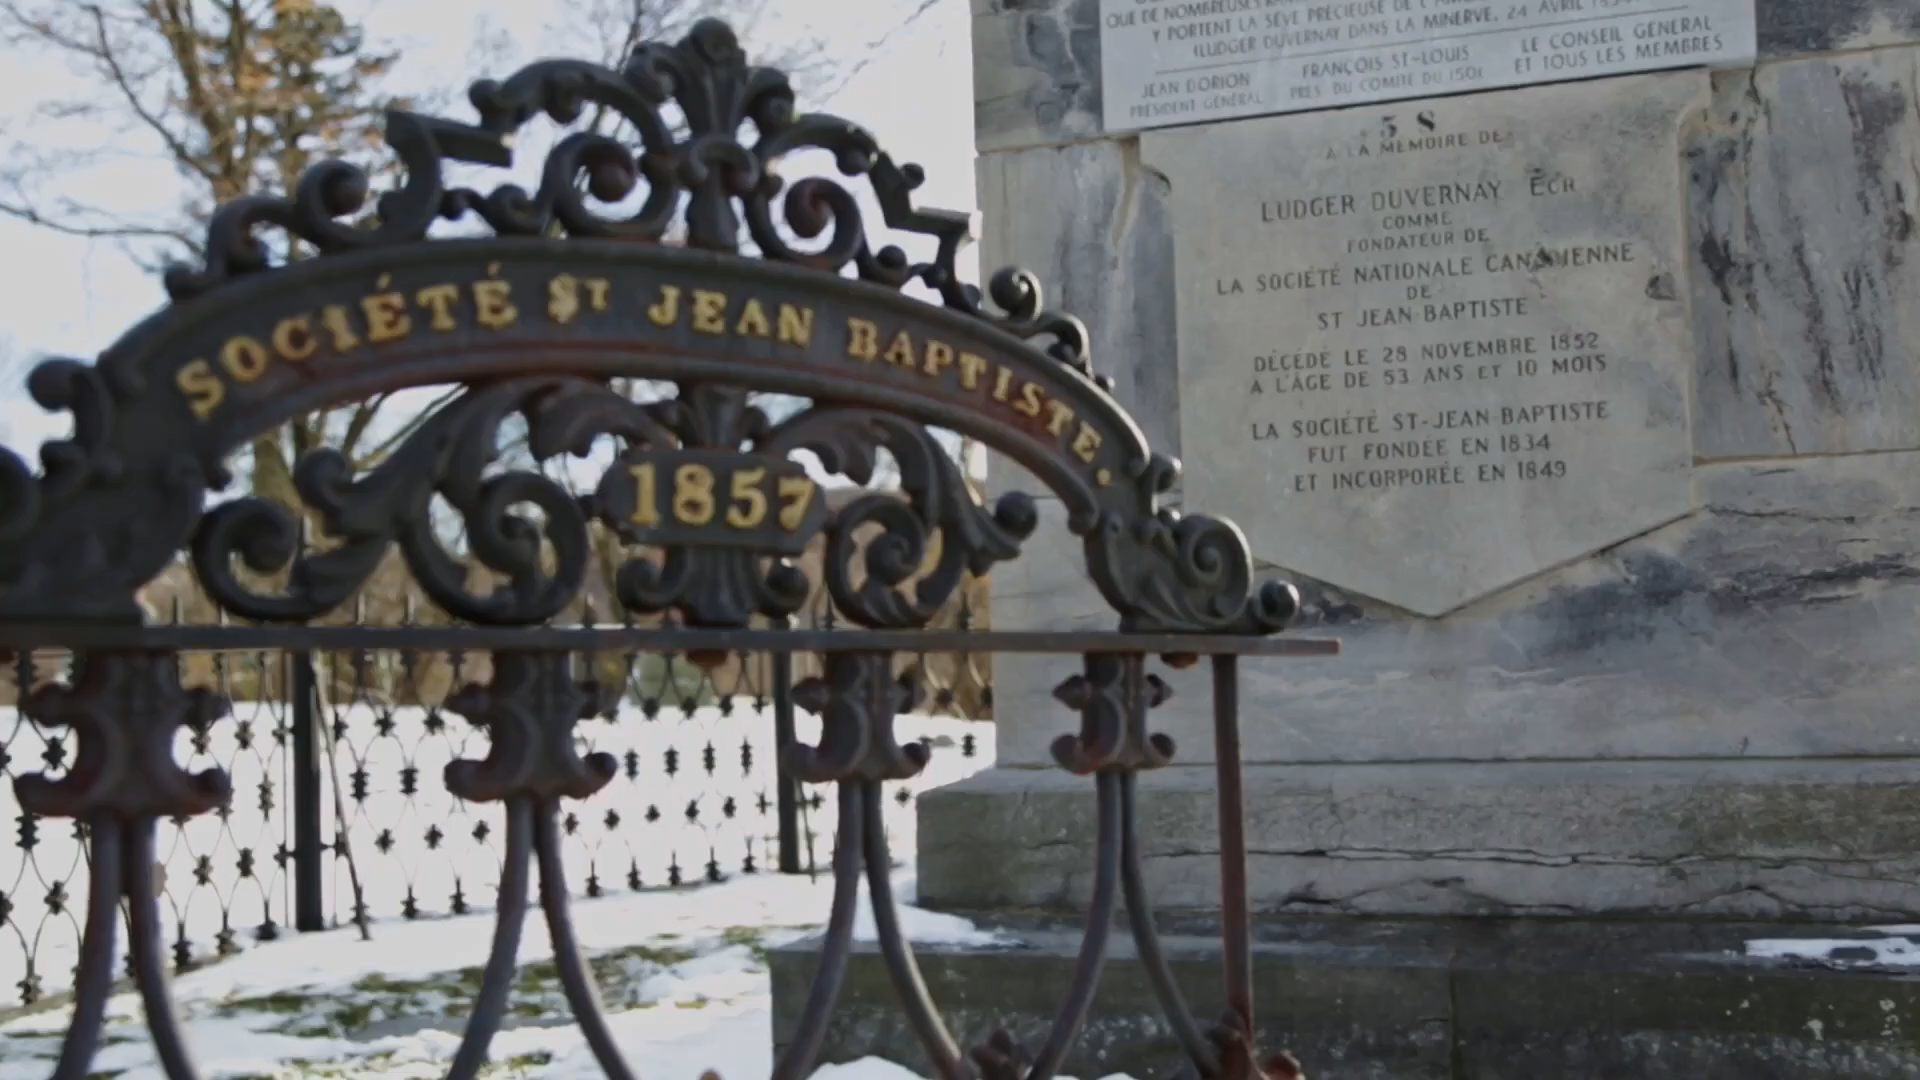 SOCIÉTÉ ST JEAN BAPTISTE.
1857
QUE DE NOMBREUSES
Y PORTENT LA SÈVE PRÉCIEUSE DE
(LUDGER DUVERNAY DANS LA MINERVE, 24 AVRIL
JEAN DORION FRANÇOIS ST-LOUIS LE CONSEIL GÉNÉRAL
PRÉSIDENT GÉNÉRAL PRÉS. DU COMITÉ DU 150E ET TOUS LES MEMBRES
5 8
À LA MÉMOIRE DE
LUDGER DUVERNAY ÉCR
COMME
FONDATEUR DE
LA SOCIÉTÉ NATIONALE CANADIENNE
DE
ST JEAN-BAPTISTE
DÉCÉDÉ LE 28 NOVEMBRE 1852
A L'ÂGE DE 53 ANS ET 10 MOIS
LA SOCIÉTÉ ST-JEAN BAPTISTE
FUT FONDÉE EN 1834
ET INCORPORÉE EN 1849